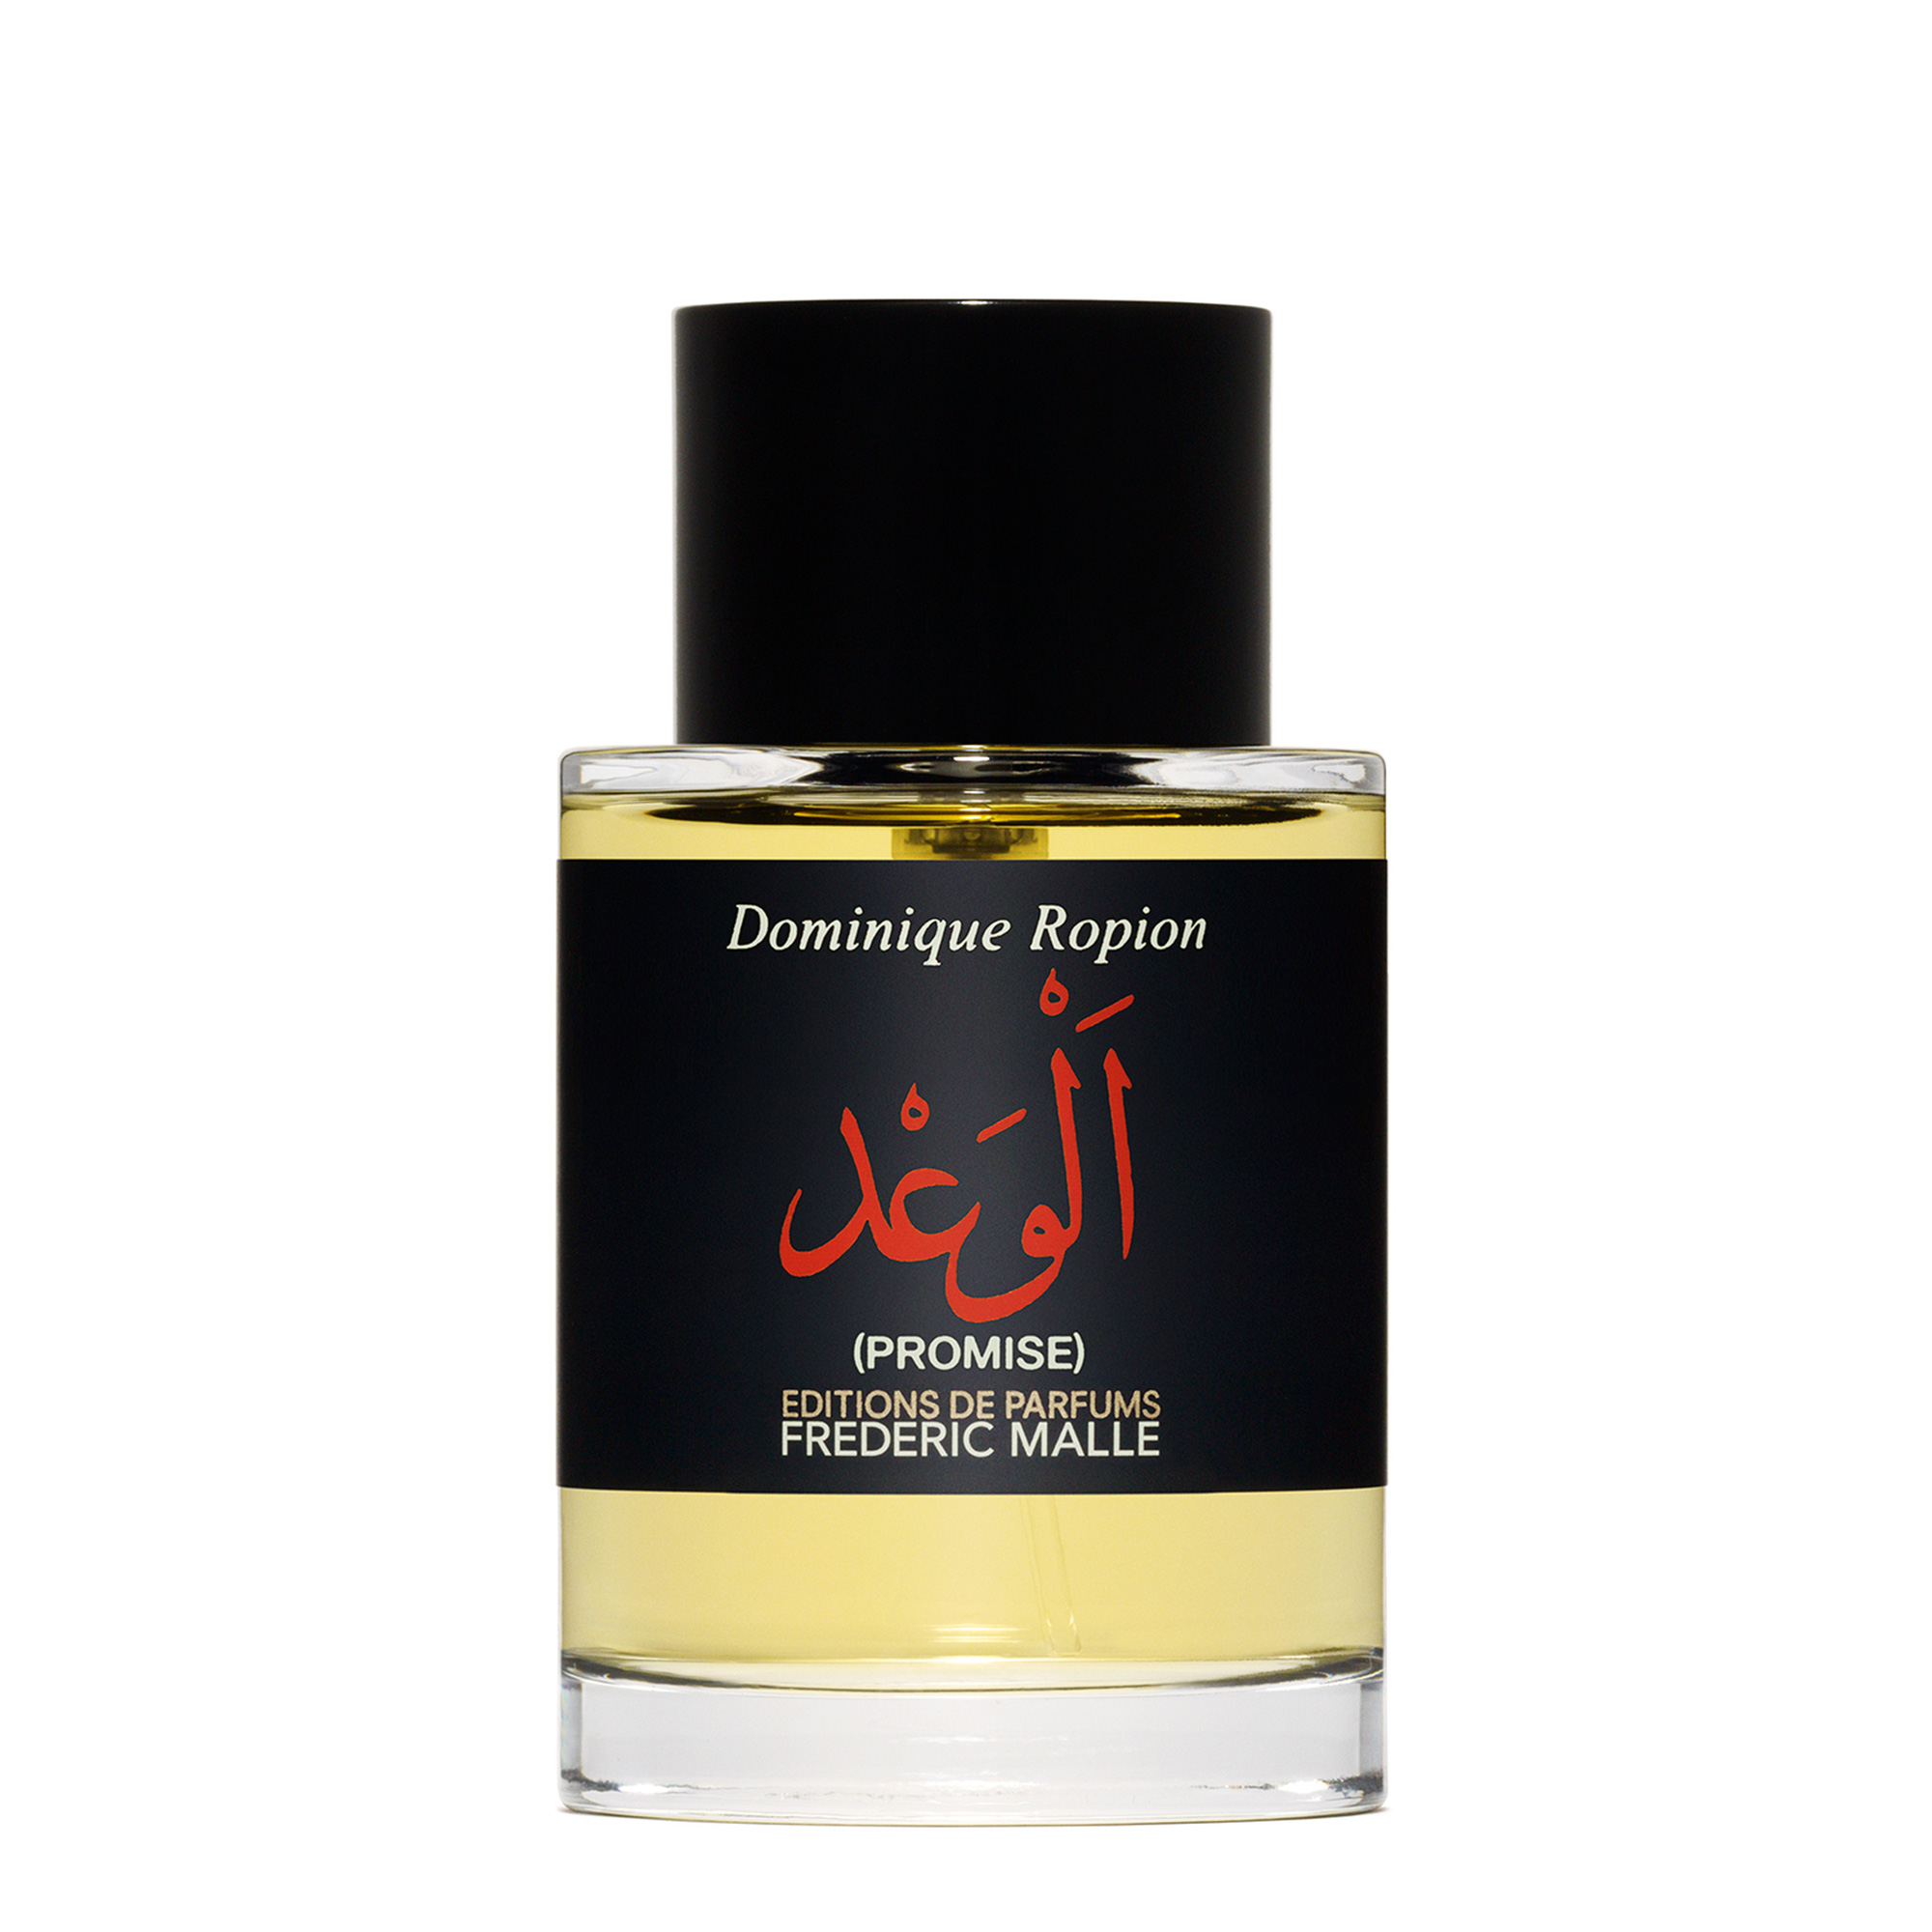 Dominique Ropion
اَلْوَعْد
(PROMISE)
EDITIONS DE PARFUMS
FREDERIC MALLE